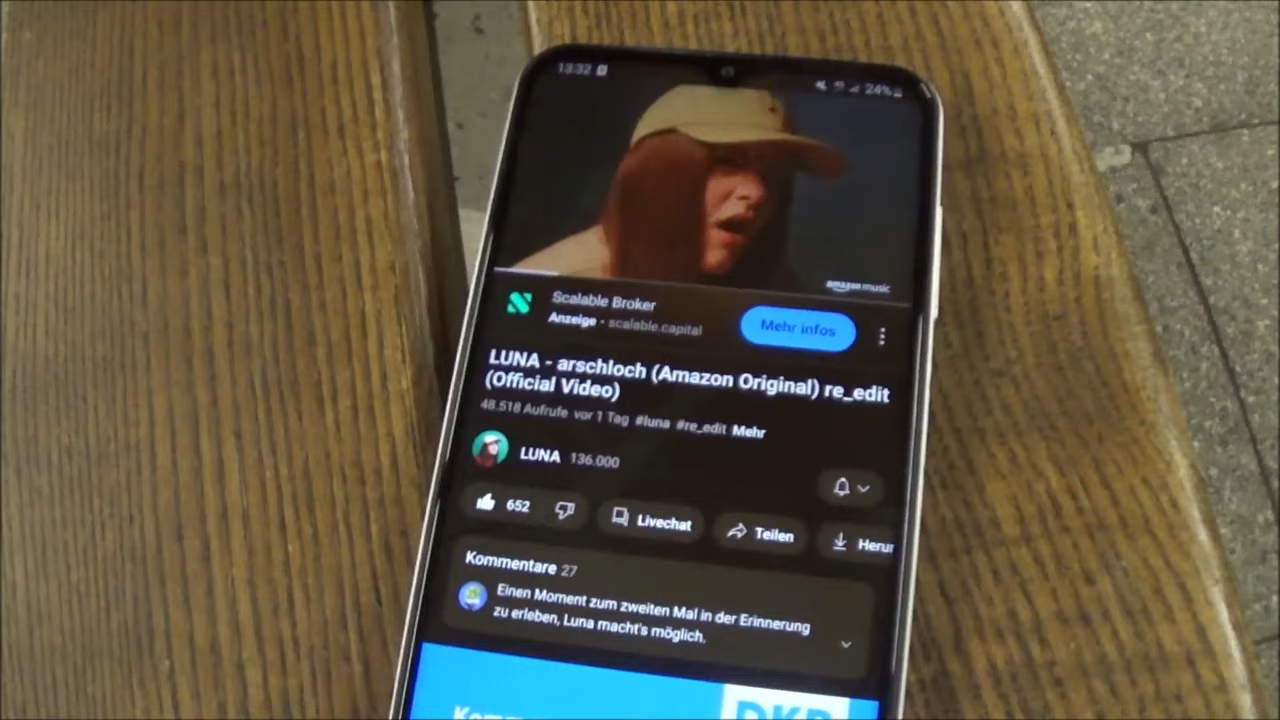 13:32
24%
amazon music
Scalable Broker
Anzeige • scalable.capital
Mehr infos
LUNA - arschloch (Amazon Original) re_edit
(Official Video)
48.518 Aufrufe vor 1 Tag #luna #re_edit Mehr
LUNA 136.000
652
Livechat
Teilen
Herun
Kommentare 27
Einen Moment zum zweiten Mal in der Erinnerung
zu erleben, Luna macht's möglich.
DKB